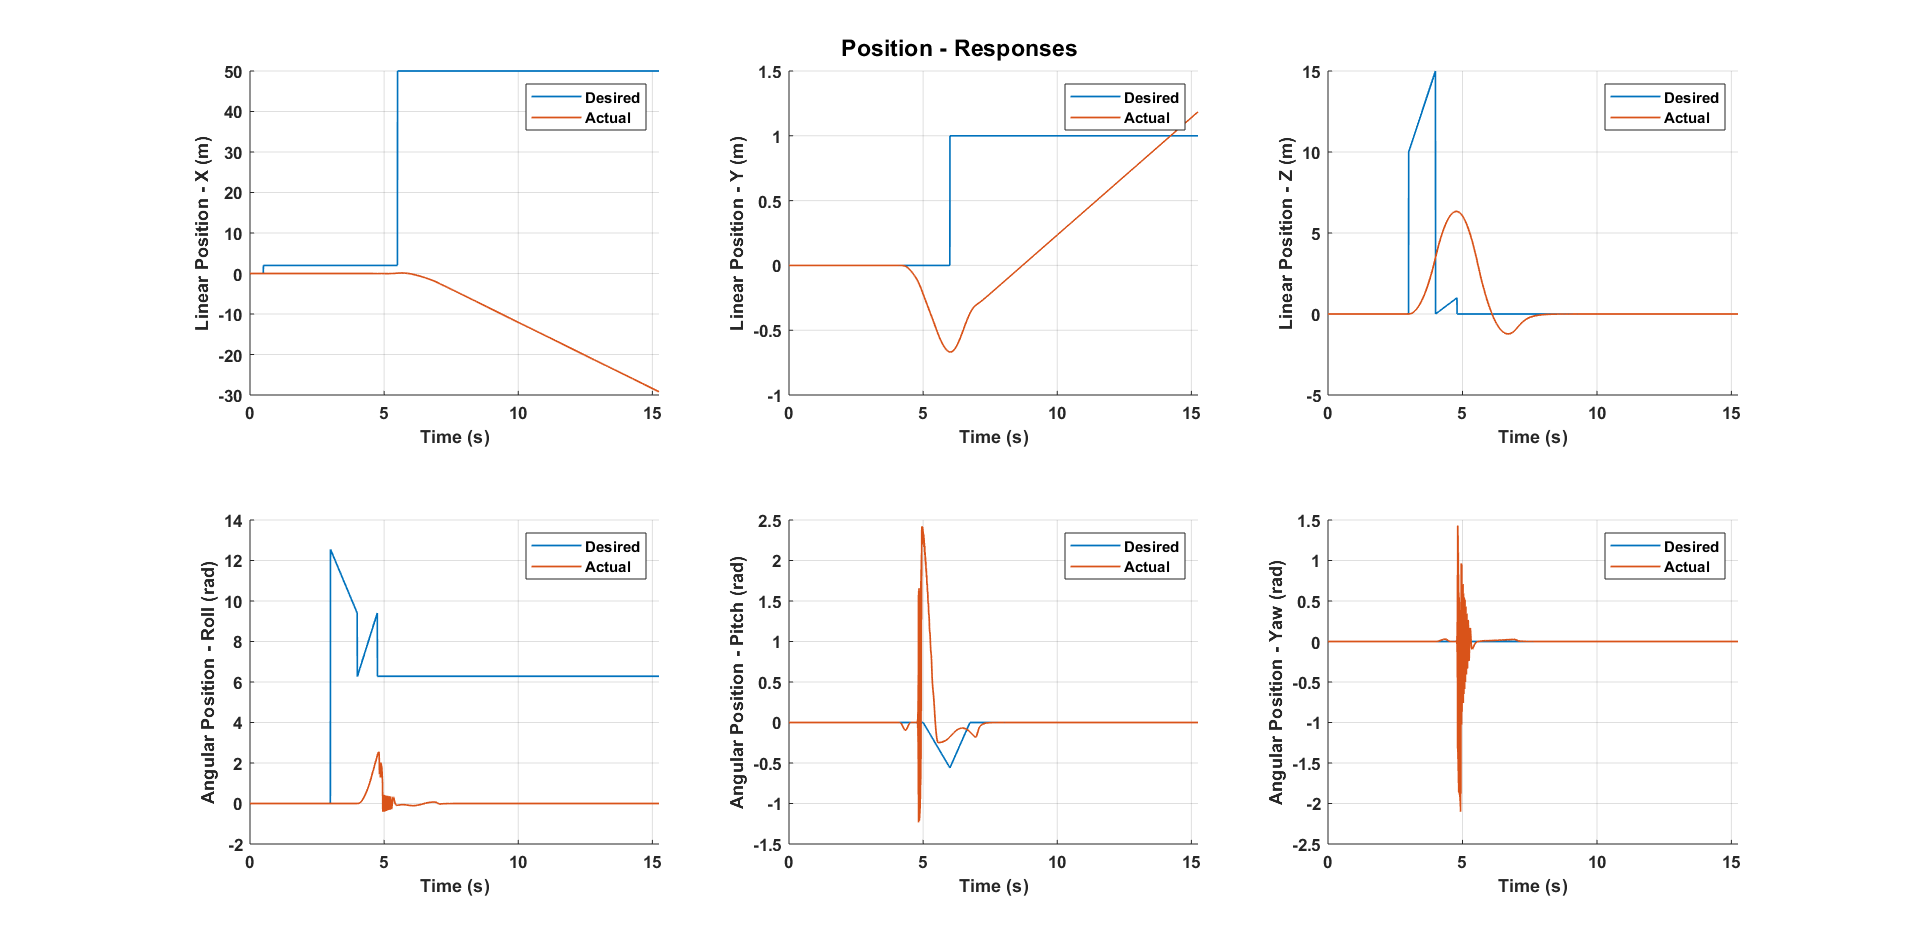 Position - Responses
Linear Position - X (m)
50
40
30
20
10
0
-10
-20
-30
0 5 10 15
Time (s)
Desired
Actual
Linear Position - Y (m)
1.5
1
0.5
0
-0.5
-1
0 5 10 15
Time (s)
Desired
Actual
Linear Position - Z (m)
15
10
5
0
-5
0 5 10 15
Time (s)
Desired
Actual
Angular Position - Roll (rad)
14
12
10
8
6
4
2
0
-2
0 5 10 15
Time (s)
Desired
Actual
Angular Position - Pitch (rad)
2.5
2
1.5
1
0.5
0
-0.5
-1
-1.5
0 5 10 15
Time (s)
Desired
Actual
Angular Position - Yaw (rad)
1.5
1
0.5
0
-0.5
-1
-1.5
-2
-2.5
0 5 10 15
Time (s)
Desired
Actual